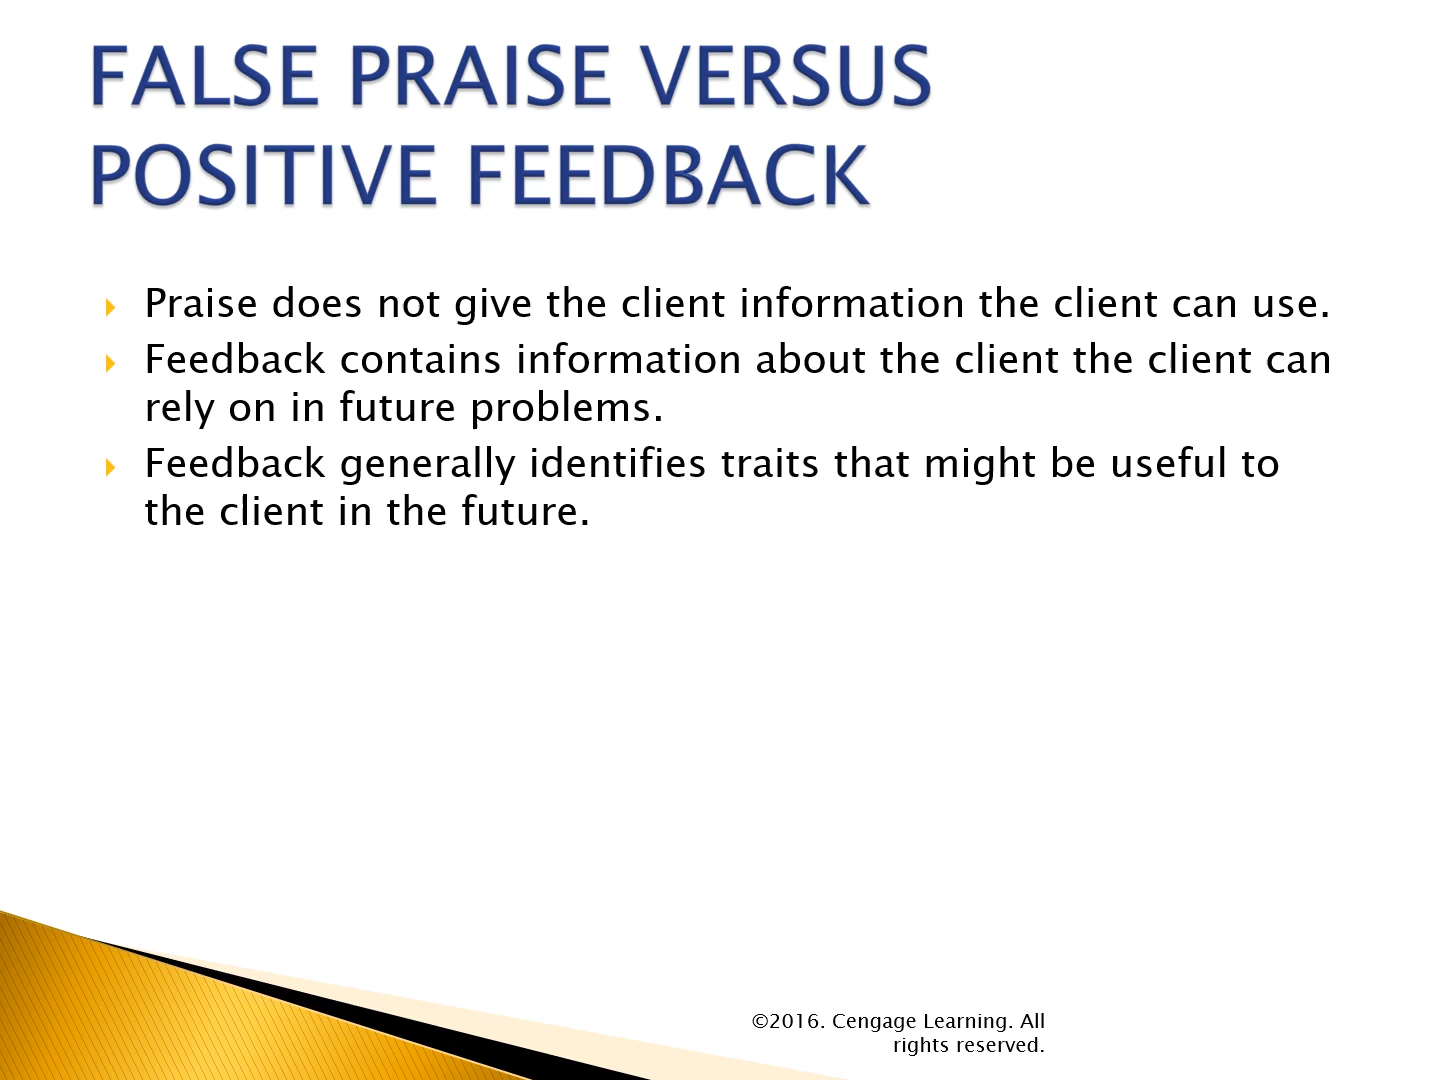 FALSE PRAISE VERSUS
POSITIVE FEEDBACK
Praise does not give the client information the client can use.
Feedback contains information about the client the client can
rely on in future problems.
Feedback generally identifies traits that might be useful to
the client in the future.
©2016. Cengage Learning. All
rights reserved.